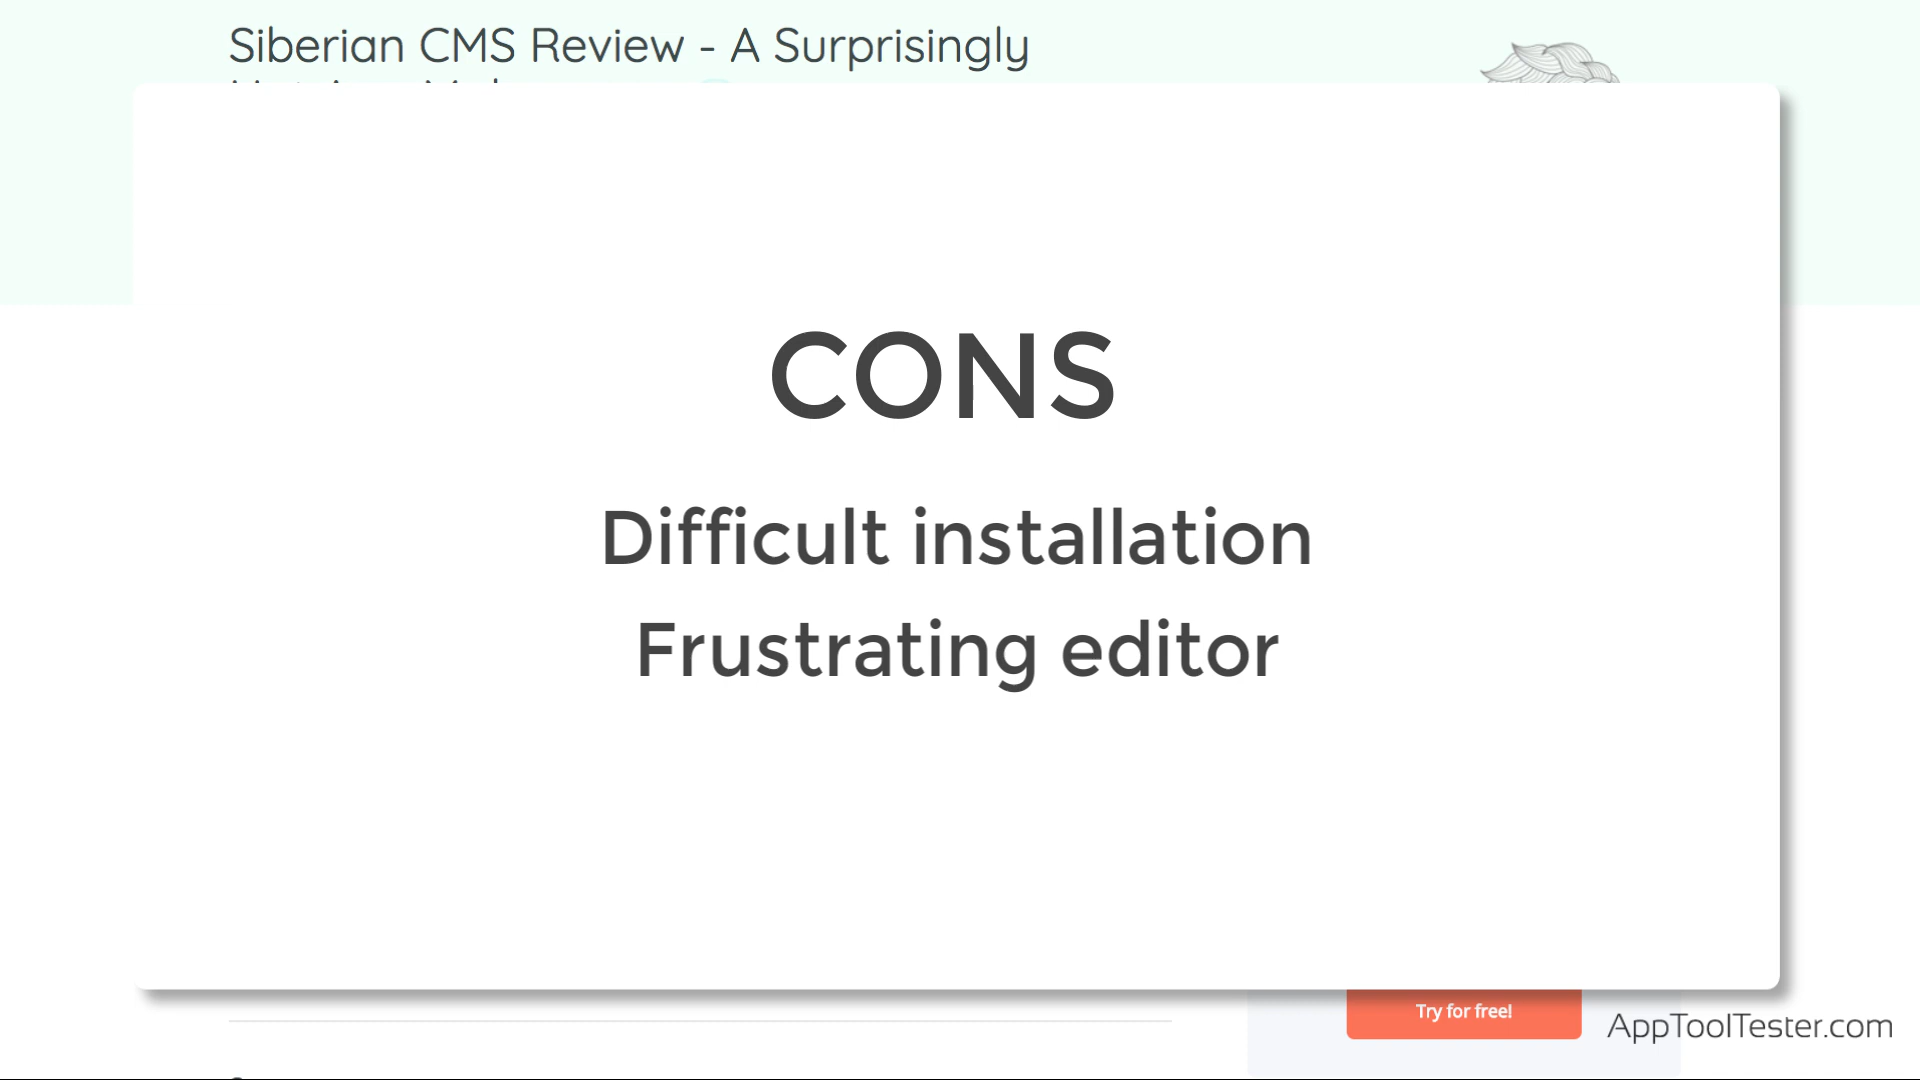 Siberian CMS Review - A Surprisingly
CONS
Difficult installation
Frustrating editor
Try for free!
AppToolTester.com